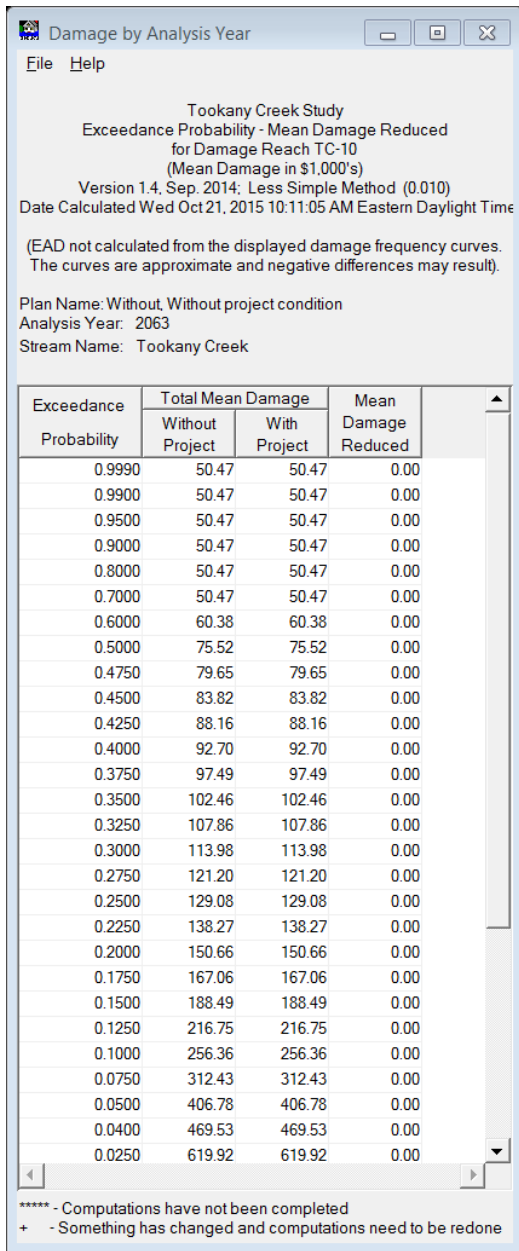 Damage by Analysis Year
File Help
Tookany Creek Study
Exceedance Probability - Mean Damage Reduced
for Damage Reach TC-10
(Mean Damage in $1,000's)
Version 1.4, Sep. 2014; Less Simple Method (0.010)
Date Calculated Wed Oct 21, 2015 10:11:05 AM Eastern Daylight Time
(EAD not calculated from the displayed damage frequency curves.
The curves are approximate and negative differences may result).
Plan Name: Without, Without project condition
Analysis Year: 2063
Stream Name: Tookany Creek
Exceedance Probability Total Mean Damage Mean Damage Reduced
Without Project With Project
0.9990 50.47 50.47 0.00
0.9900 50.47 50.47 0.00
0.9500 50.47 50.47 0.00
0.9000 50.47 50.47 0.00
0.8000 50.47 50.47 0.00
0.7000 50.47 50.47 0.00
0.6000 60.38 60.38 0.00
0.5000 75.52 75.52 0.00
0.4750 79.65 79.65 0.00
0.4500 83.82 83.82 0.00
0.4250 88.16 88.16 0.00
0.4000 92.70 92.70 0.00
0.3750 97.49 97.49 0.00
0.3500 102.46 102.46 0.00
0.3250 107.86 107.86 0.00
0.3000 113.98 113.98 0.00
0.2750 121.20 121.20 0.00
0.2500 129.08 129.08 0.00
0.2250 138.27 138.27 0.00
0.2000 150.66 150.66 0.00
0.1750 167.06 167.06 0.00
0.1500 188.49 188.49 0.00
0.1250 216.75 216.75 0.00
0.1000 256.36 256.36 0.00
0.0750 312.43 312.43 0.00
0.0500 406.78 406.78 0.00
0.0400 469.53 469.53 0.00
0.0250 619.92 619.92 0.00
***** - Computations have not been completed
+ - Something has changed and computations need to be redone